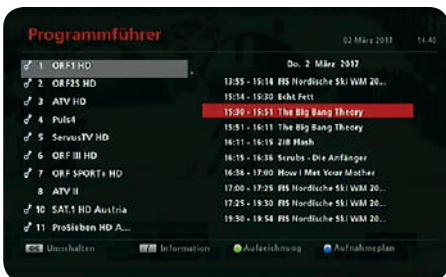 Programmführer
02 März 2017 14.40
1 ORF1 HD
2 ORF2S HD
3 ATV HD
4 Puls4
5 ServusTV HD
6 ORF III HD
7 ORF SPORT+ HD
8 ATV II
10 SAT.1 HD Austria
11 ProSieben HD A...
Do. 2 März 2017
13:55 - 15:14 FIS Nordische Ski WM 20...
15:14 - 15:30 Echt Fett
15:30 - 15:51 The Big Bang Theory
15:51 - 16:11 The Big Bang Theory
16:11 - 16:15 ZIB Flash
16:15 - 16:36 Scrubs - Die Anfänger
16:36 - 17:00 How I Met Your Mother
17:00 - 17:25 FIS Nordische Ski WM 20...
17:25 - 19:30 FIS Nordische Ski WM 20...
19:30 - 19:54 FIS Nordische Ski WM 20...
OK Umschalten Information Aufzeichnung Aufnahmeplan